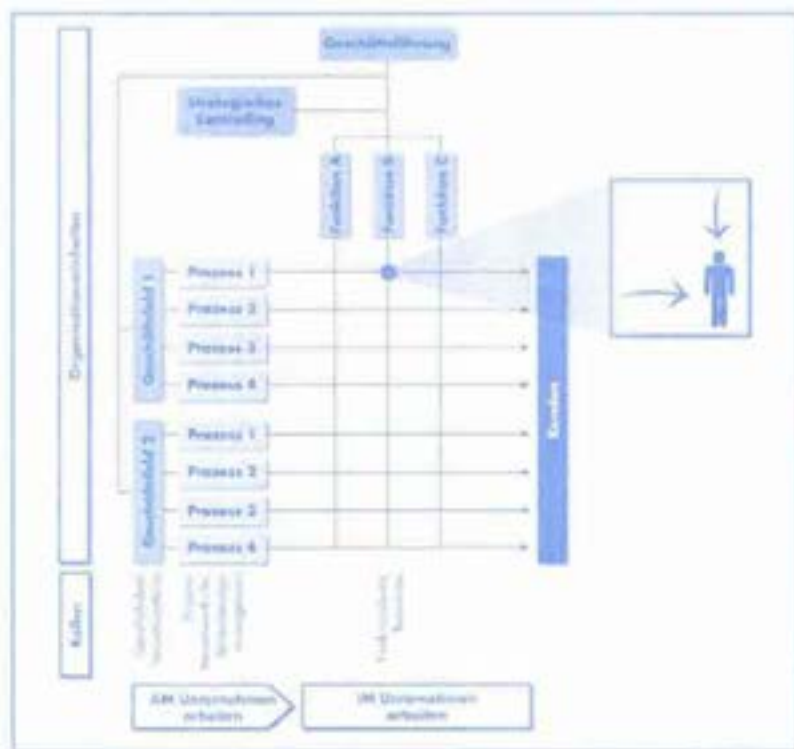 Geschäftsführung
Strategisches
Controlling
Funktion A
Funktion B
Funktion C
Organisationseinheiten
Geschäftsfeld 1
Prozess 1
Prozess 2
Prozess 3
Prozess 4
Geschäftsfeld 2
Prozess 1
Prozess 2
Prozess 3
Prozess 4
Kunden
Rollen
AM Unternehmen
arbeiten
IM Unternehmen
arbeiten